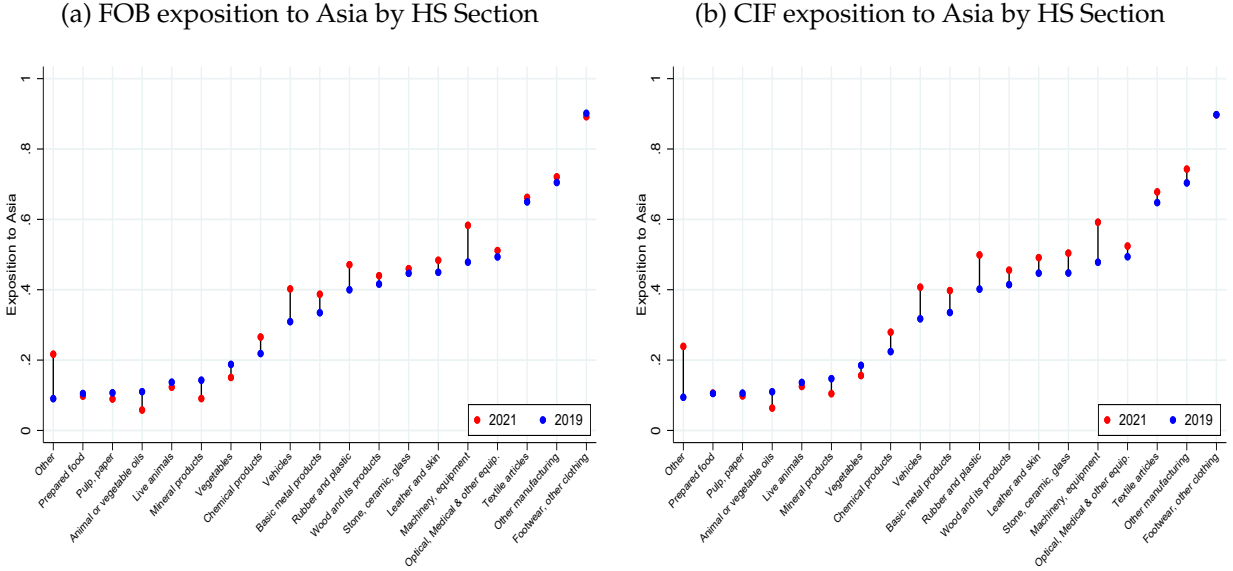 (a) FOB exposition to Asia by HS Section
Exposition to Asia
1
.8
.6
.4
.2
0
2021
2019
Other
Prepared food
Pulp, paper
Animal or vegetable oils
Live animals
Mineral products
Vegetables
Chemical products
Vehicles
Basic metal products
Rubber and plastic
Wood and its products
Stone, ceramic, glass
Leather and skin
Machinery, equipment
Optical, Medical & other equip.
Textile articles
Other manufacturing
Footwear, other clothing
(b) CIF exposition to Asia by HS Section
Exposition to Asia
1
.8
.6
.4
.2
0
2021
2019
Other
Prepared food
Pulp, paper
Animal or vegetable oils
Live animals
Mineral products
Vegetables
Chemical products
Vehicles
Basic metal products
Rubber and plastic
Wood and its products
Leather and skin
Stone, ceramic, glass
Machinery, equipment
Optical, Medical & other equip.
Textile articles
Other manufacturing
Footwear, other clothing